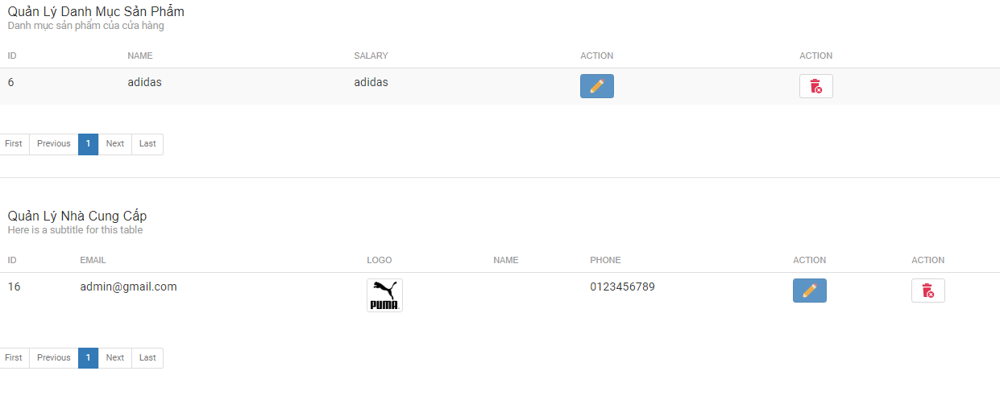 Quản Lý Danh Mục Sản Phẩm
Danh mục sản phẩm của cửa hàng
ID NAME SALARY ACTION ACTION
6 adidas adidas
First Previous 1 Next Last
Quản Lý Nhà Cung Cấp
Here is a subtitle for this table
ID EMAIL LOGO NAME PHONE ACTION ACTION
16 admin@gmail.com PUMA 0123456789
First Previous 1 Next Last